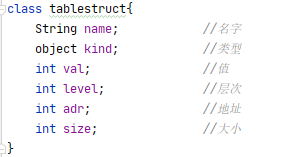 class tablestruct{
String name; //名字
object kind; //类型
int val; //值
int level; //层次
int adr; //地址
int size; //大小
}